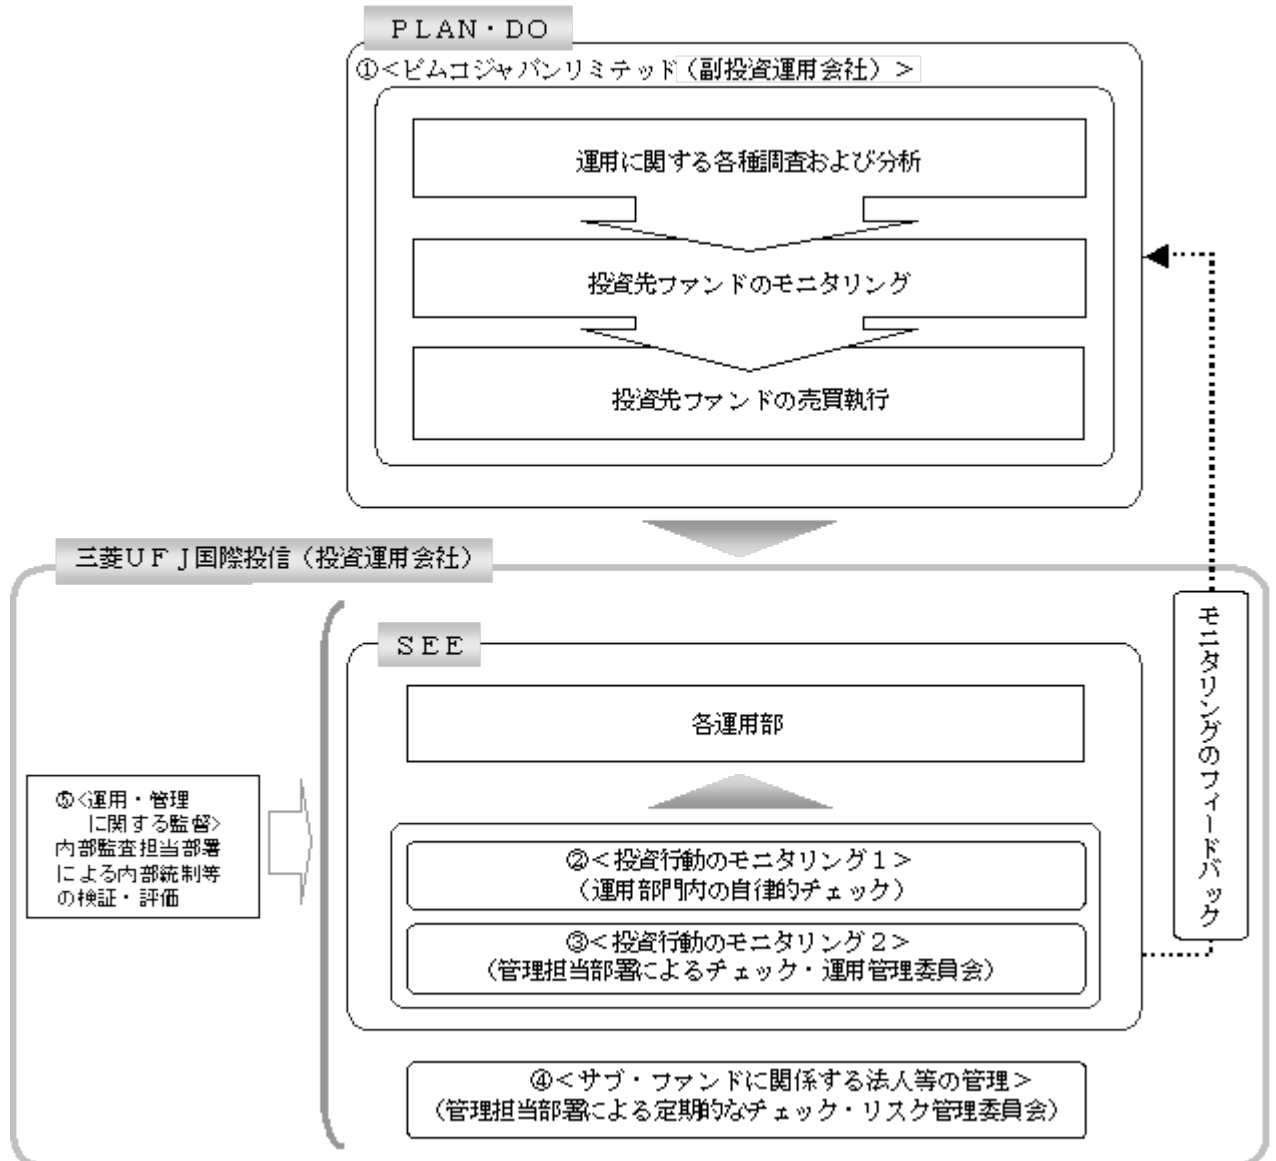 ＰＬＡＮ・ＤＯ
①＜ピムコジャパンリミテッド（副投資運用会社）＞
運用に関する各種調査および分析
投資先ファンドのモニタリング
投資先ファンドの売買執行
三菱ＵＦＪ国際投信（投資運用会社）
ＳＥＥ
各運用部
②＜投資行動のモニタリング１＞
（運用部門内の自律的チェック）
③＜投資行動のモニタリング２＞
（管理担当部署によるチェック・運用管理委員会）
④＜サブ・ファンドに関係する法人等の管理＞
（管理担当部署による定期的なチェック・リスク管理委員会）
⑤<運用・管理
に関する監督>
内部監査担当部署
による内部統制等
の検証・評価
モニタリングのフィードバック